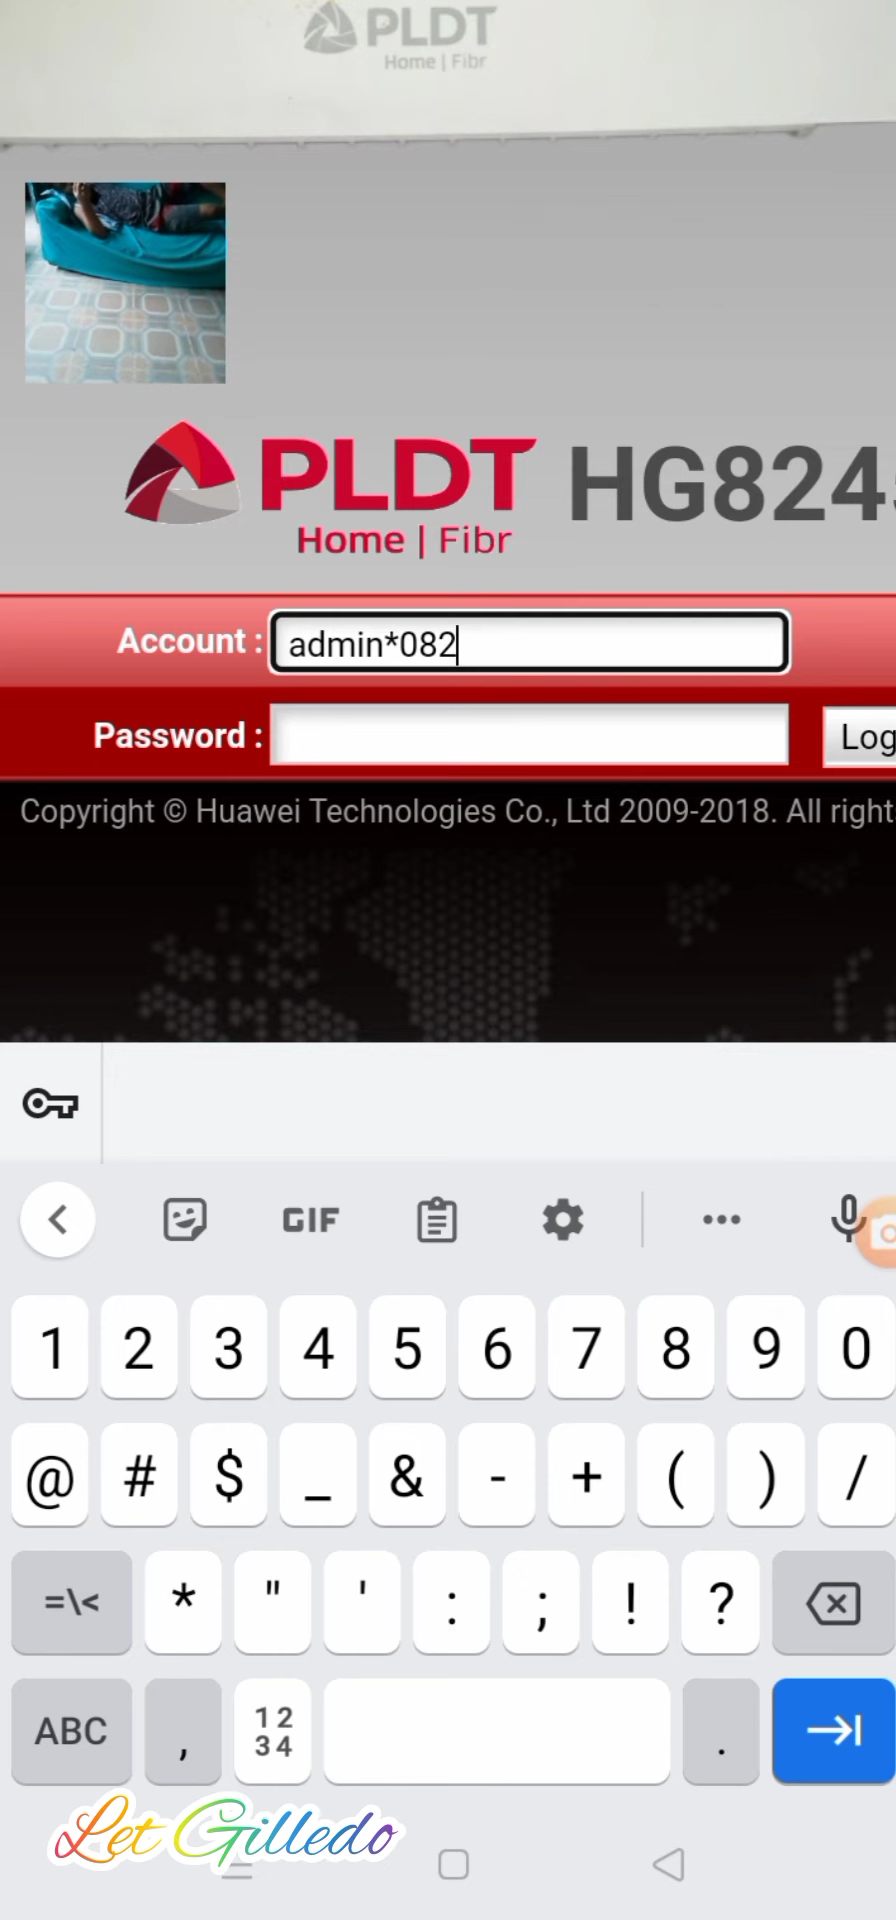 PLDT
Home | Fibr
PLDT HG824
Home | Fibr
Account : admin*082
Password :
Log
Copyright © Huawei Technologies Co., Ltd 2009-2018. All right
GIF
1 2 3 4 5 6 7 8 9 0
@ # $ _ & - + ( ) /
=\< * " ' : ; ! ?
ABC , 12 .
34
Let Gilledo